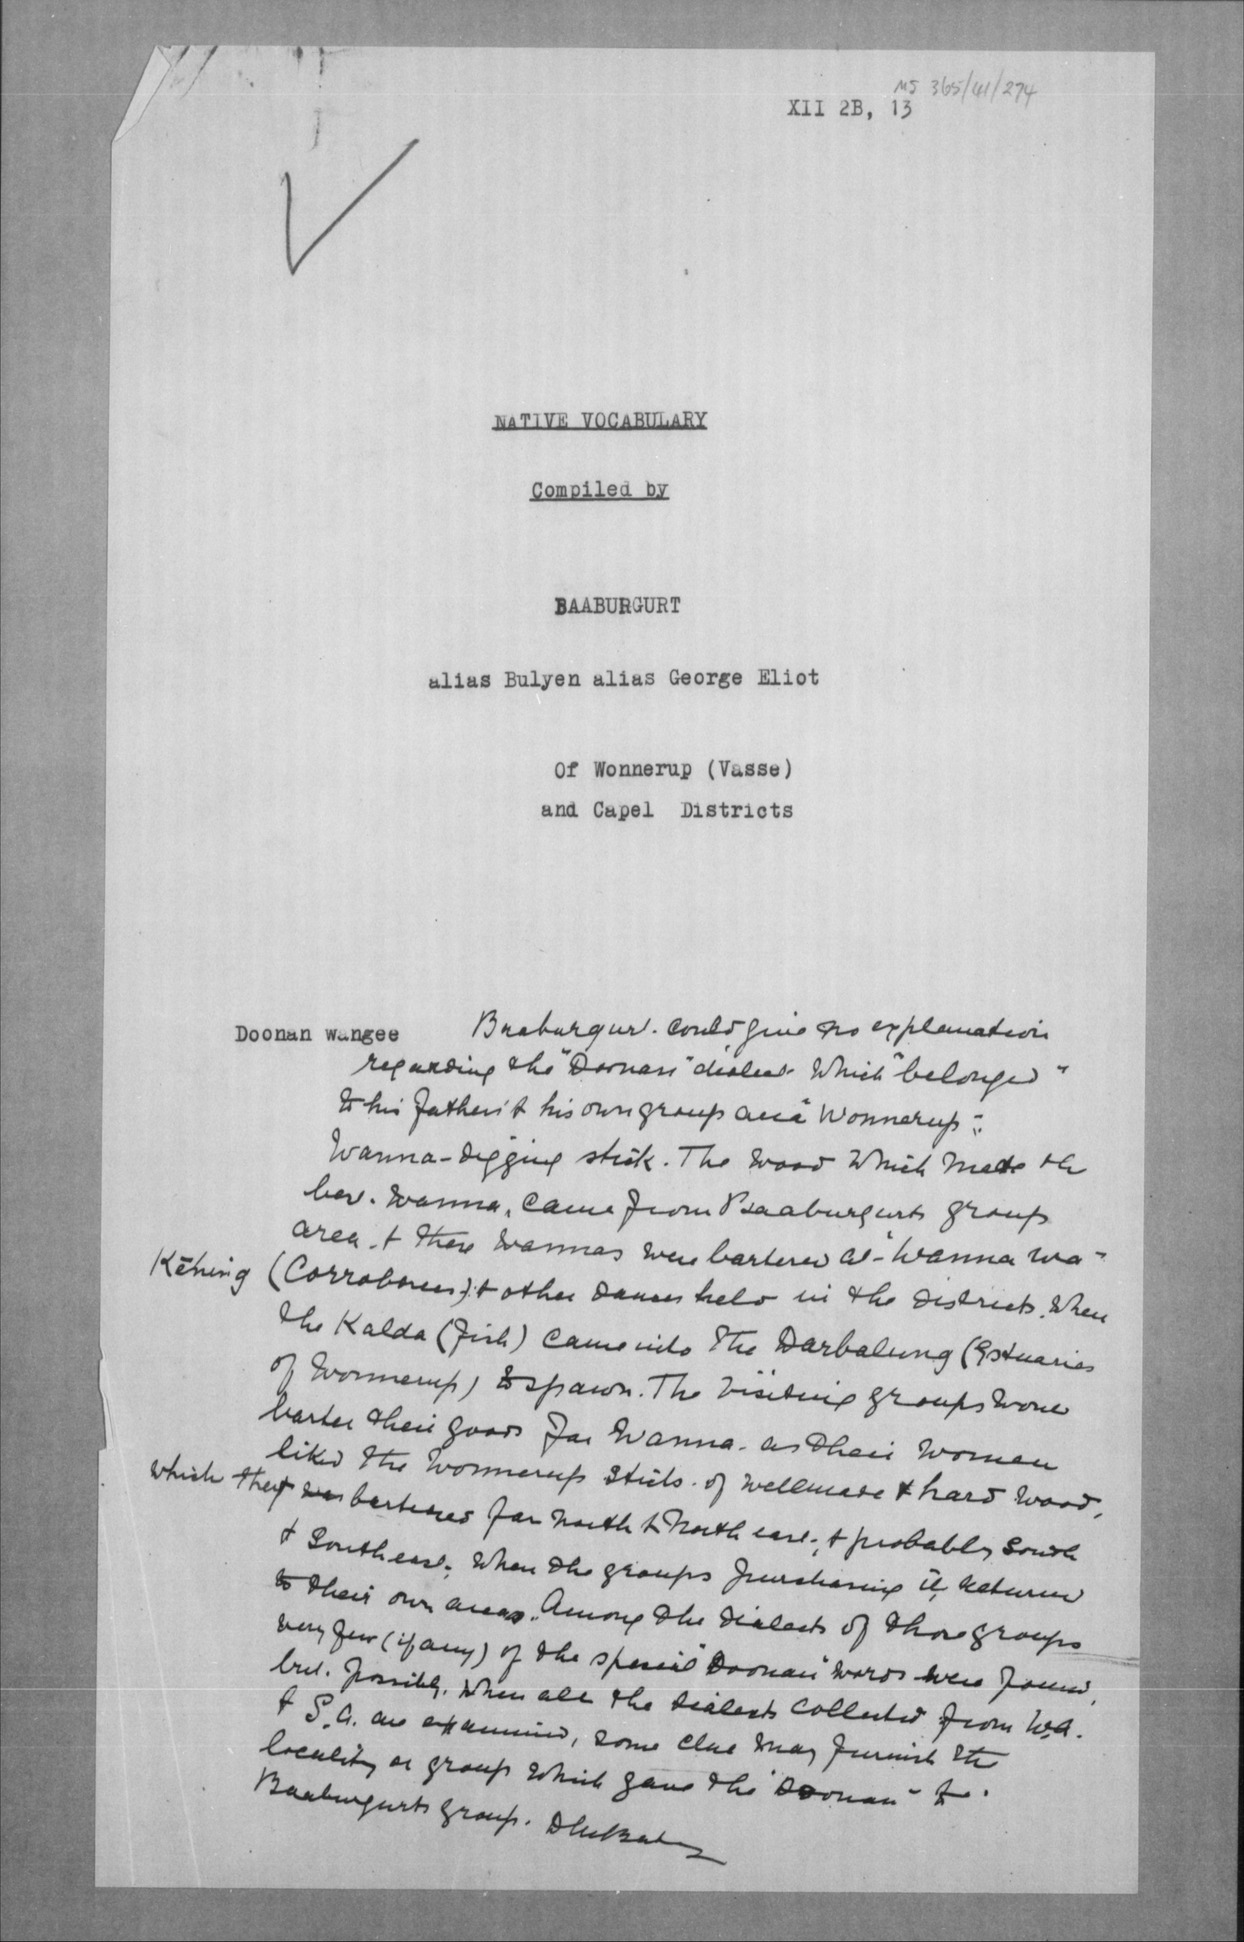 MS 365/41/274
XII 2B, 13
NATIVE VOCABULARY
Compiled by
BAABURGURT
alias Bulyen alias George Eliot
Of Wonnerup (Vasse)
and Capel Districts
Doonan wangee Baaburgurt could give no explanation
regarding the "Doonan" dialect which "belonged"
to his father & his own group area "Wonnerup":
Wanna-digging stick. The wood which made the
best wanna, came from Baaburgurts group
area & these wannas were bartered at "Wanna wa"
Kening (Corroborees) & other dances held in the districts. When
the Kalda (fish) came into the Darbalung (Estuaries
of Wonnerup) to spawn. The visiting groups would
barter their goods for Wanna as their women
liked the Wonnerup sticks of wellmade & hard wood,
which they bartered far north & North east, & probably South
& South east, when the groups purchasing it, returned
to their own areas. Among the dialects of those groups
very few (if any) of the special "Doonan" words were found,
but possibly, when all the dialects collected from W.A.
& S.A. are examined, some clue may furnish the
locality or group which gave the "Doonan" to
Baaburgurts group. D M Bates